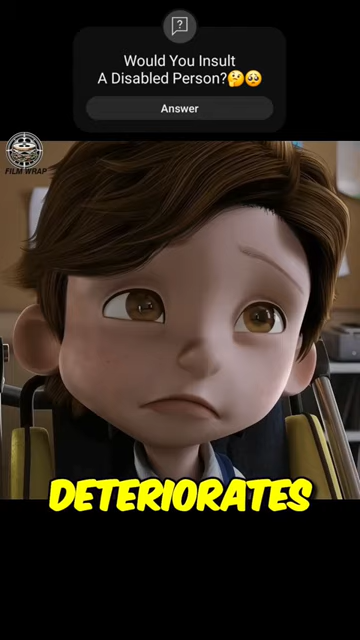 Would You Insult
A Disabled Person?🤔🥺
Answer
FILM WRAP
DETERIORATES